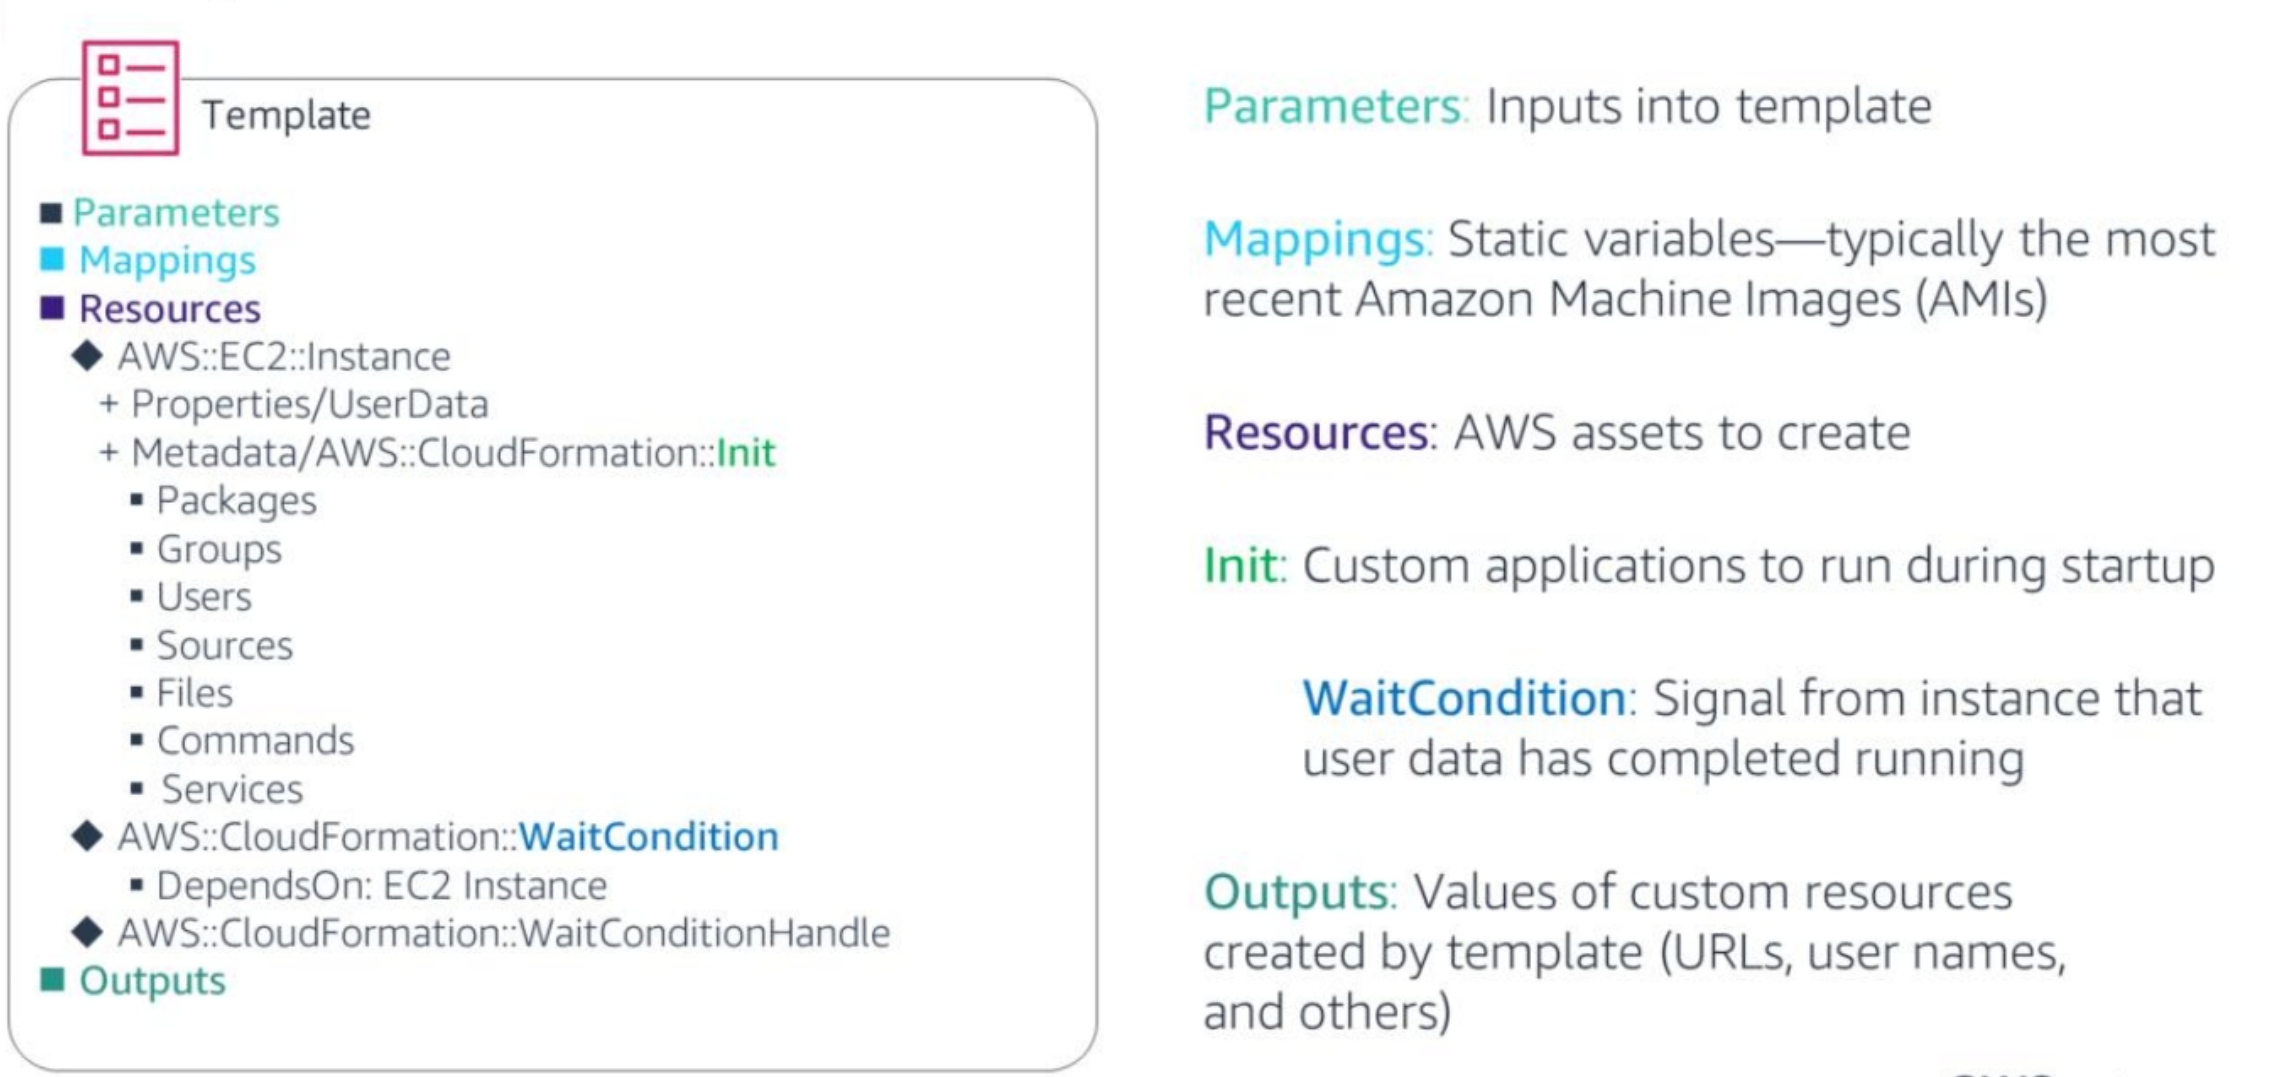 Template
■ Parameters
■ Mappings
■ Resources
◆ AWS::EC2::Instance
+ Properties/UserData
+ Metadata/AWS::CloudFormation::Init
▪ Packages
▪ Groups
▪ Users
▪ Sources
▪ Files
▪ Commands
▪ Services
◆ AWS::CloudFormation::WaitCondition
▪ DependsOn: EC2 Instance
◆ AWS::CloudFormation::WaitConditionHandle
■ Outputs
Parameters: Inputs into template
Mappings: Static variables—typically the most
recent Amazon Machine Images (AMIs)
Resources: AWS assets to create
Init: Custom applications to run during startup
WaitCondition: Signal from instance that
user data has completed running
Outputs: Values of custom resources
created by template (URLs, user names,
and others)